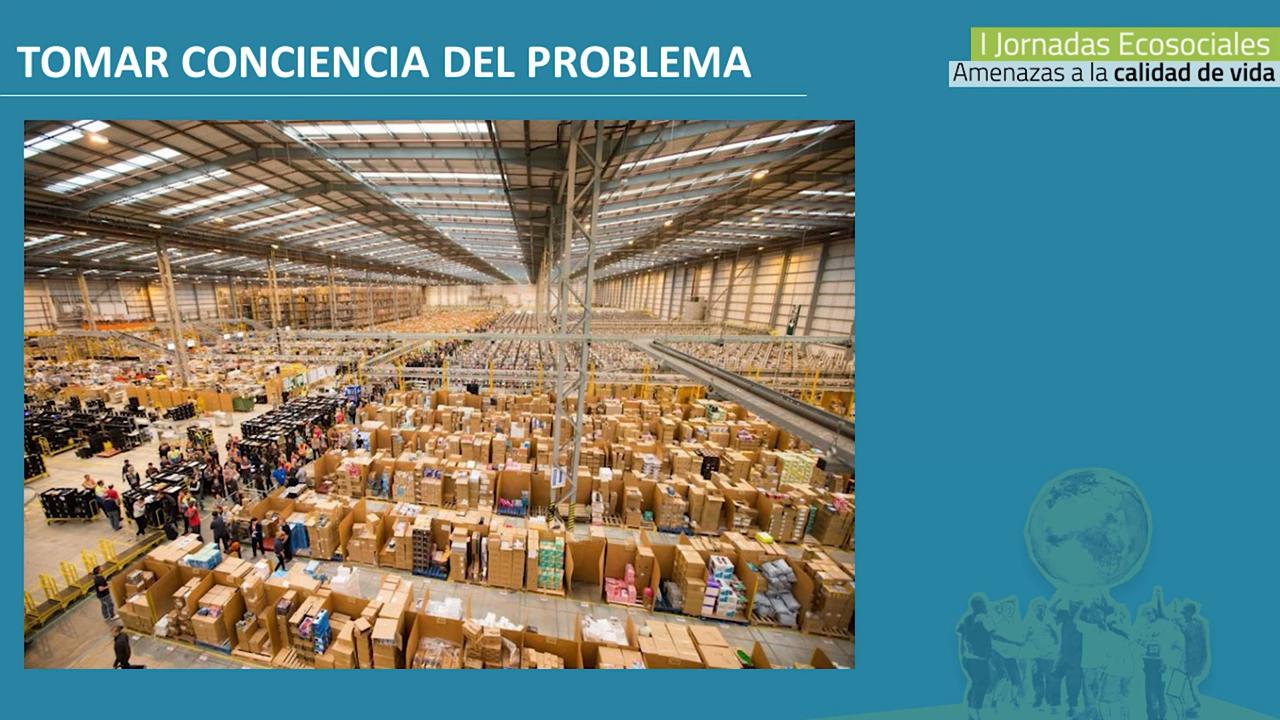 TOMAR CONCIENCIA DEL PROBLEMA
I Jornadas Ecosociales
Amenazas a la calidad de vida